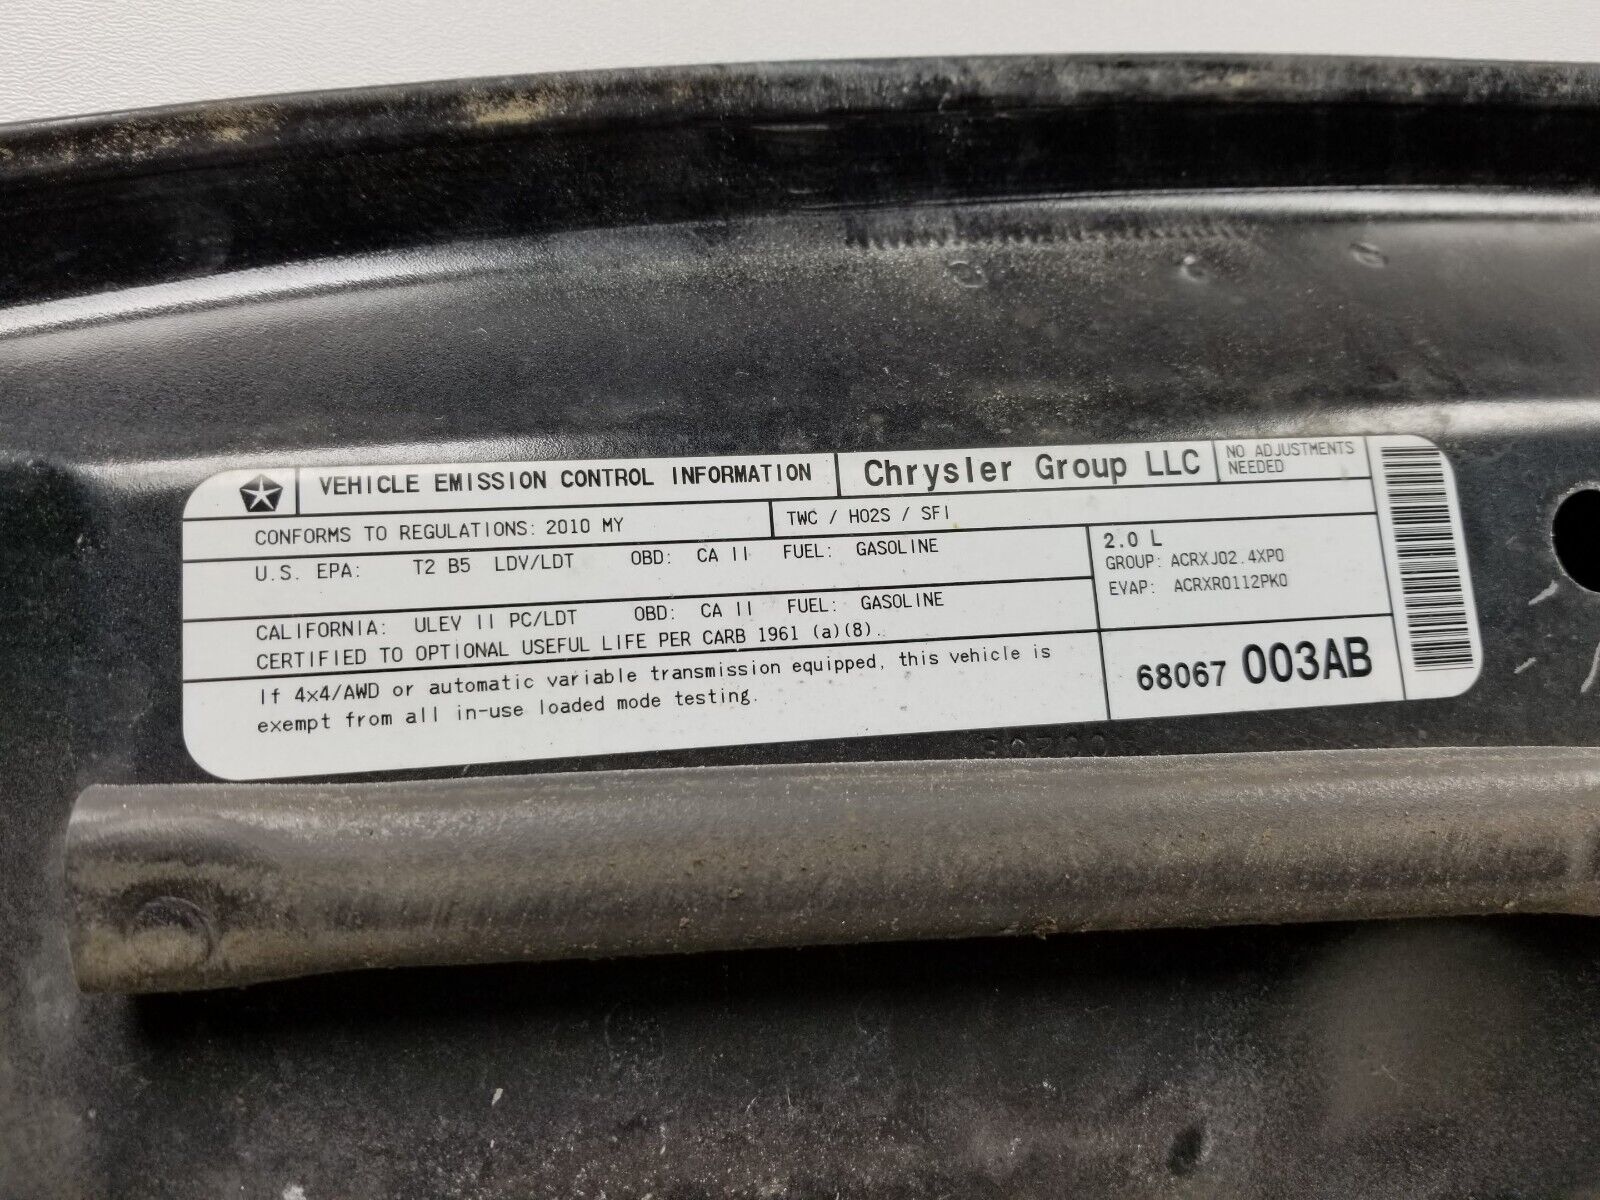 VEHICLE EMISSION CONTROL INFORMATION
Chrysler Group LLC
NO ADJUSTMENTS
NEEDED
CONFORMS TO REGULATIONS: 2010 MY
TWC / HO2S / SFI
U.S. EPA: T2 B5 LDV/LDT OBD: CA II FUEL: GASOLINE
2.0 L
GROUP: ACRXJ02.4XP0
EVAP: ACRXR0112PK0
CALIFORNIA: ULEV II PC/LDT OBD: CA II FUEL: GASOLINE
CERTIFIED TO OPTIONAL USEFUL LIFE PER CARB 1961 (a)(8).
If 4x4/AWD or automatic variable transmission equipped, this vehicle is
exempt from all in-use loaded mode testing.
68067 003AB